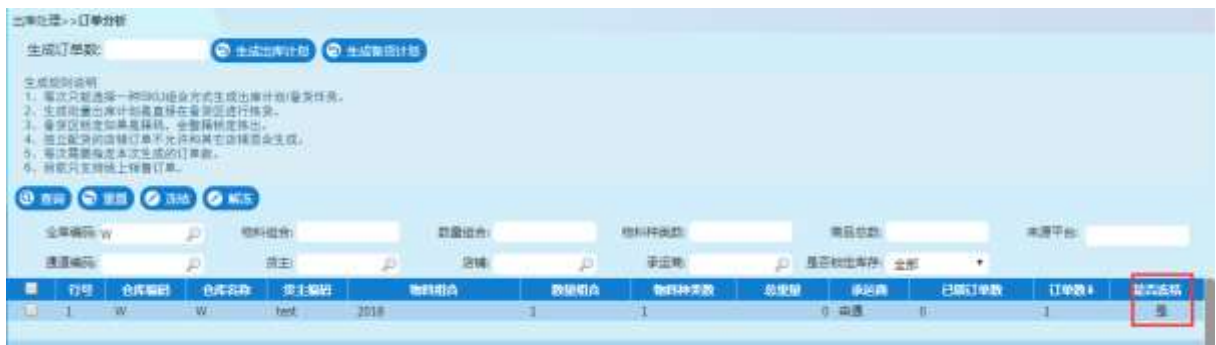 出库处理>>订单分析
生成订单数: 生成出库计划 生成备货计划
生成规则说明
1、每次只能选择一种SKU组合方式生成出库计划/备货任务。
2、生成批量出库计划是直接在备货区进行拣货。
3、备货区锁定如果是箱码，会整箱锁定拣出。
4、独立配货的店铺订单不允许和其它店铺混合生成。
5、每次需要指定本次生成的订单数。
6、目前只支持线上销售订单。
查询 重置 冻结 解冻
仓库编码: W 物料组合: 数量组合: 物料种类数: 商品总数: 来源平台:
渠道编码: 货主: 店铺: 承运商: 是否锁定库存: 全部
行号 仓库编码 仓库名称 货主编码 物料组合 数量组合 物料种类数 总重量 承运商 已锁订单数 订单数 是否冻结
1 W W test 2018 1 1 0 申通 0 1 是